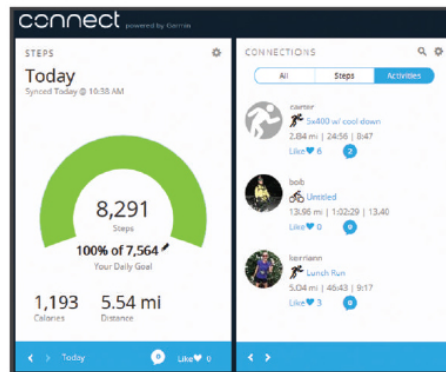 connect powered by Garmin
STEPS
Today
Synced Today @ 10:38 AM
8,291
Steps
100% of 7,564
Your Daily Goal
1,193
Calories
5.54 mi
Distance
Today
0
Like 0
CONNECTIONS
All
Steps
Activities
5x400 w/ cool down
2.84 mi | 24:56 | 8:47
Like 6
2
bob
Untitled
13.96 mi | 1:02:29 | 13.40
Like 0
0
kerriann
Lunch Run
5.04 mi | 46:43 | 9:17
Like 3
0